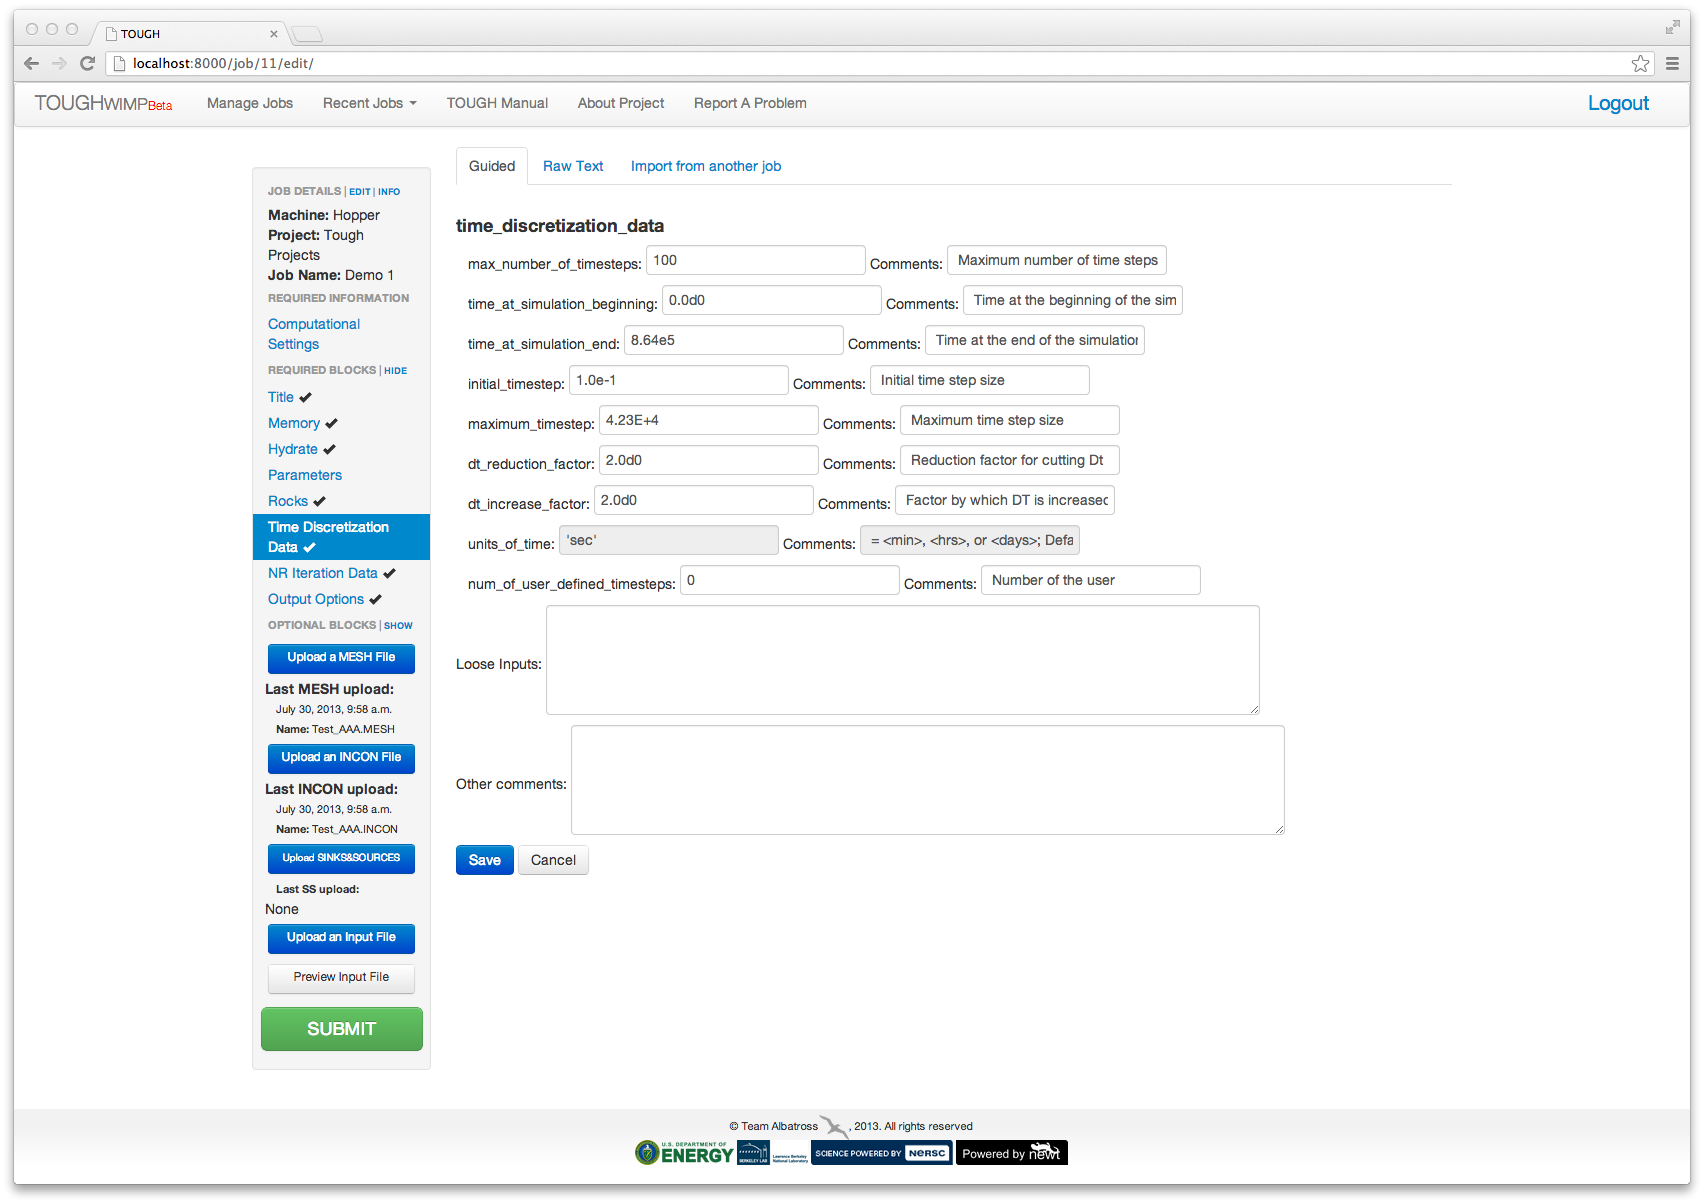 TOUGH
localhost:8000/job/11/edit/
TOUGHWIMPBeta Manage Jobs Recent Jobs TOUGH Manual About Project Report A Problem Logout
JOB DETAILS | EDIT | INFO
Machine: Hopper
Project: Tough
Projects
Job Name: Demo 1
REQUIRED INFORMATION
Computational
Settings
REQUIRED BLOCKS | HIDE
Title
Memory
Hydrate
Parameters
Rocks
Time Discretization
Data
NR Iteration Data
Output Options
OPTIONAL BLOCKS | SHOW
Upload a MESH File
Last MESH upload:
July 30, 2013, 9:58 a.m.
Name: Test_AAA.MESH
Upload an INCON File
Last INCON upload:
July 30, 2013, 9:58 a.m.
Name: Test_AAA.INCON
Upload SINKS&SOURCES
Last SS upload:
None
Upload an Input File
Preview Input File
SUBMIT
Guided Raw Text Import from another job
time_discretization_data
max_number_of_timesteps: 100 Comments: Maximum number of time steps
time_at_simulation_beginning: 0.0d0 Comments: Time at the beginning of the sim
time_at_simulation_end: 8.64e5 Comments: Time at the end of the simulation
initial_timestep: 1.0e-1 Comments: Initial time step size
maximum_timestep: 4.23E+4 Comments: Maximum time step size
dt_reduction_factor: 2.0d0 Comments: Reduction factor for cutting Dt
dt_increase_factor: 2.0d0 Comments: Factor by which DT is increased
units_of_time: 'sec' Comments: = <min>, <hrs>, or <days>; Defa
num_of_user_defined_timesteps: 0 Comments: Number of the user
Loose Inputs:
Other comments:
Save Cancel
© Team Albatross , 2013. All rights reserved
U.S. DEPARTMENT OF
ENERGY
BERKELEY LAB
Lawrence Berkeley
National Laboratory
SCIENCE POWERED BY NERSC
Powered by newt